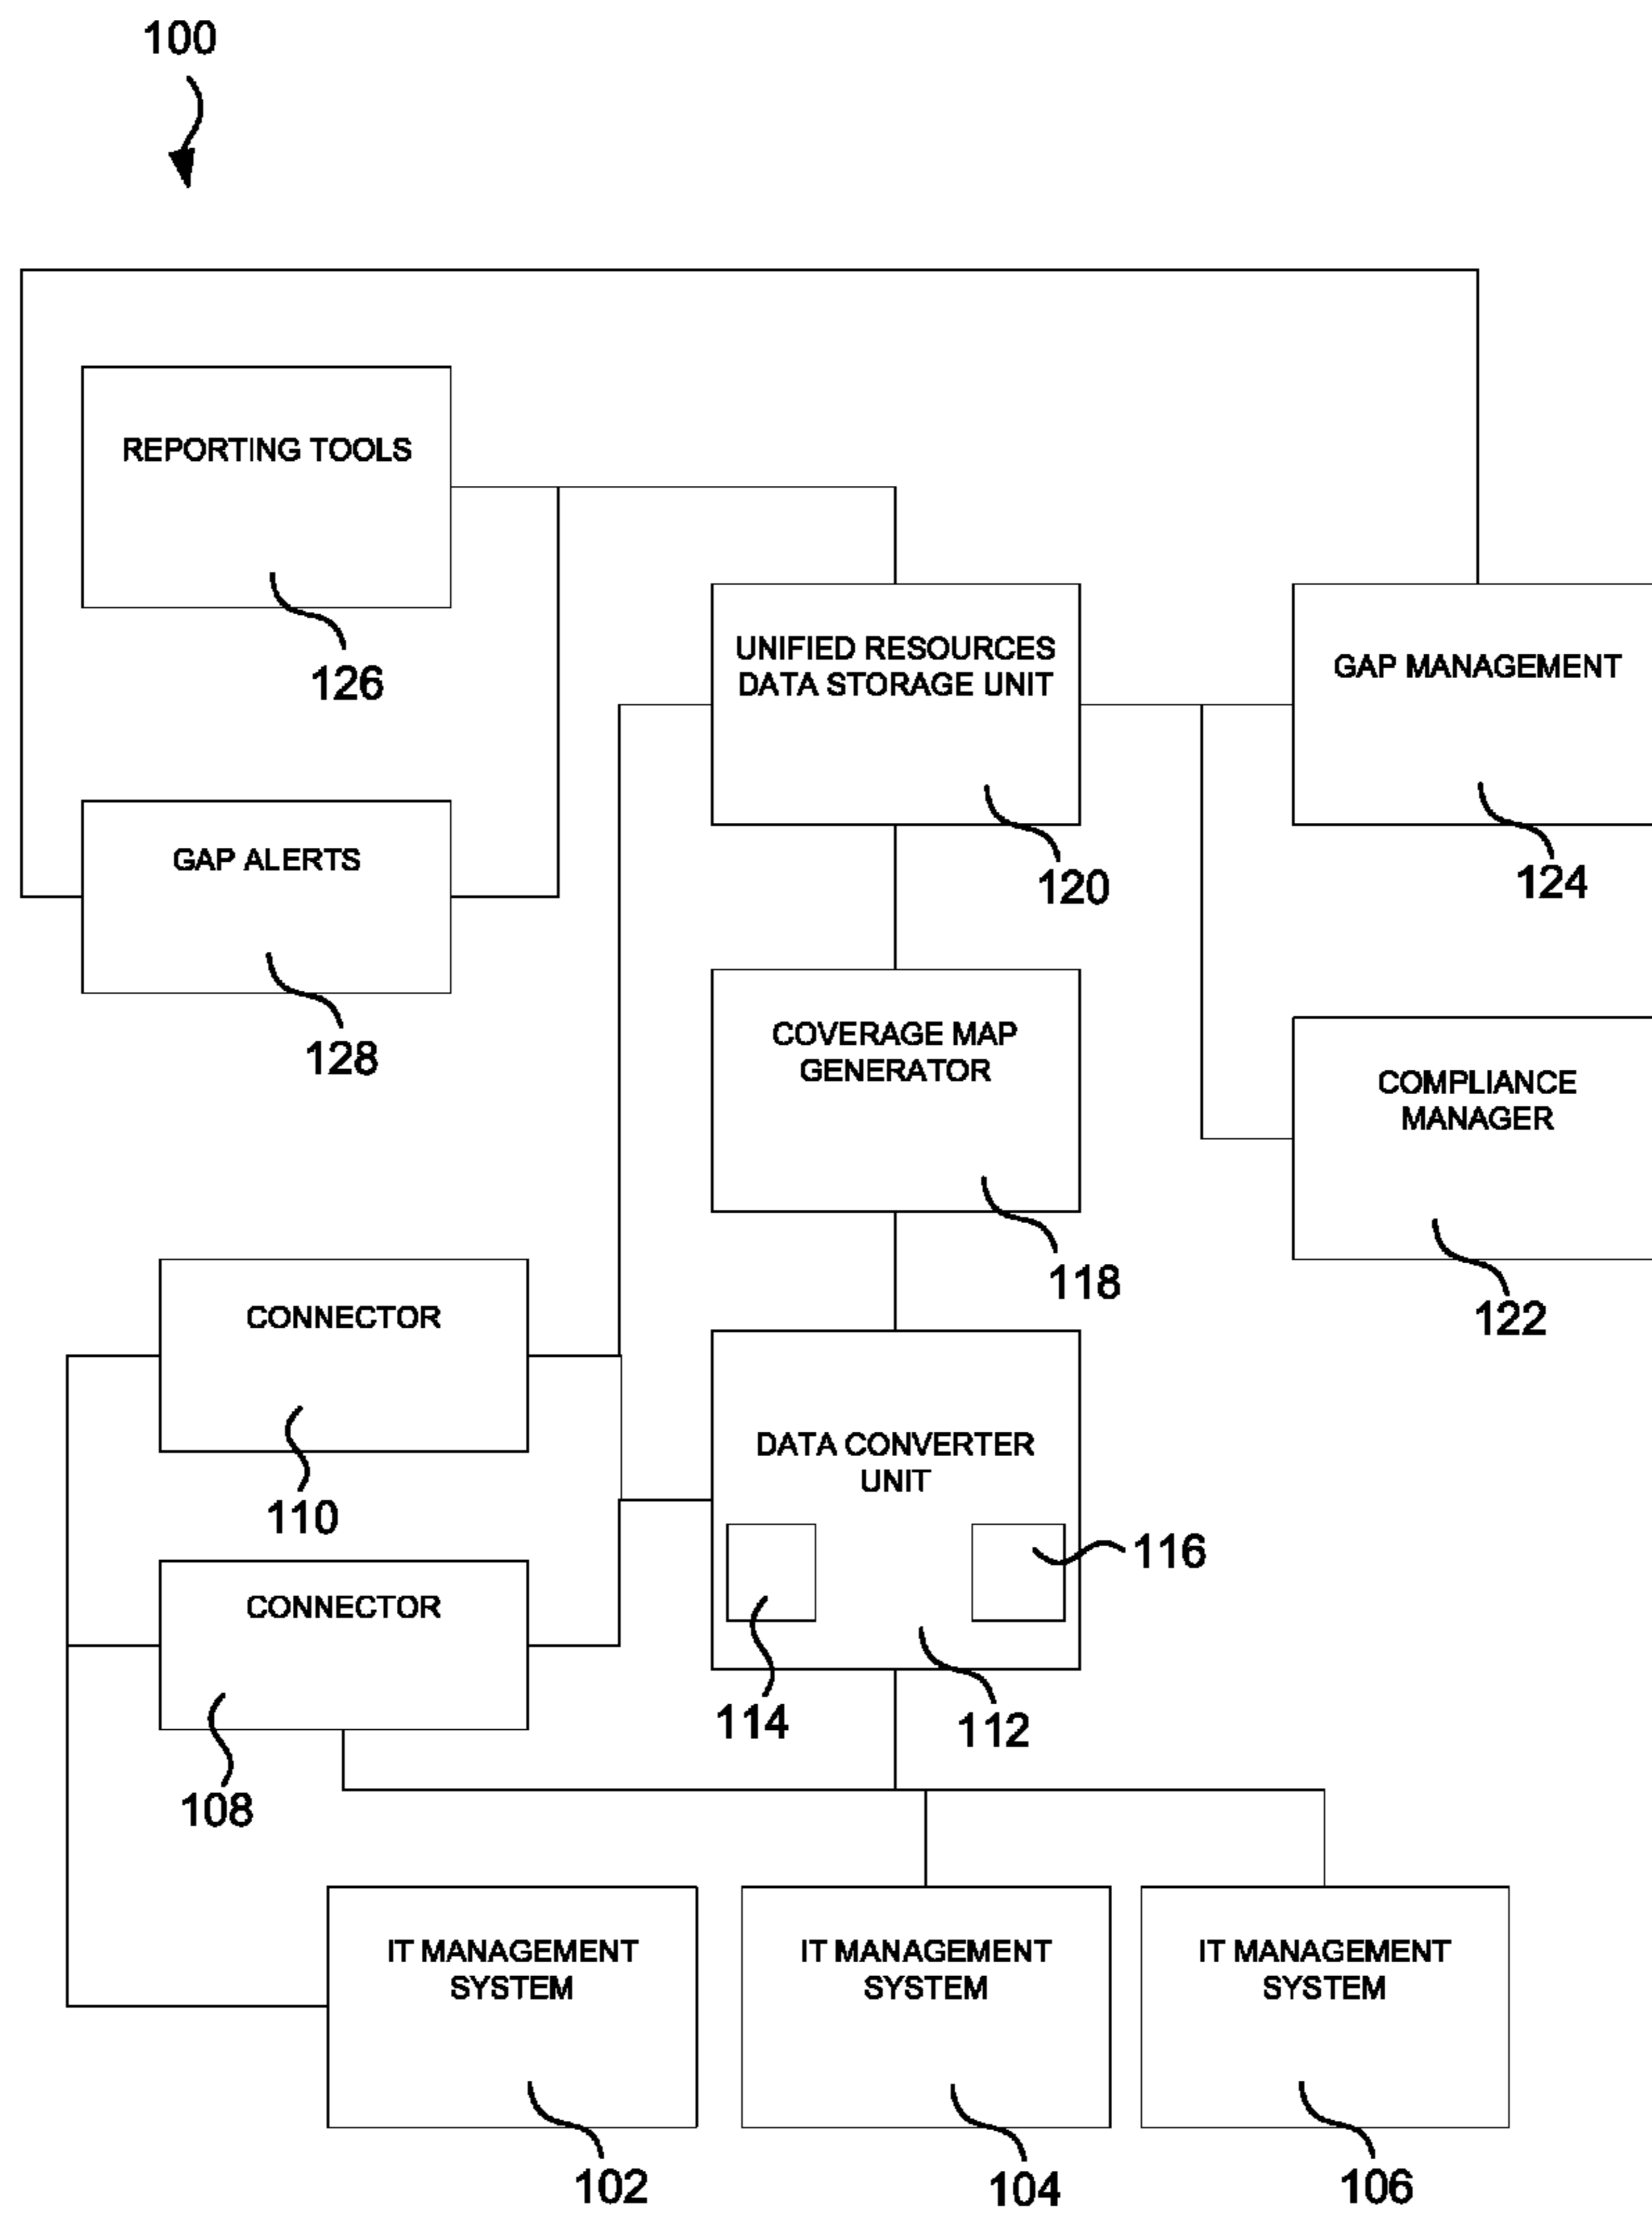 100
REPORTING TOOLS
126
UNIFIED RESOURCES
DATA STORAGE UNIT
120
GAP MANAGEMENT
124
GAP ALERTS
128
COVERAGE MAP
GENERATOR
118
COMPLIANCE
MANAGER
122
CONNECTOR
110
DATA CONVERTER
UNIT
116
114
112
CONNECTOR
108
IT MANAGEMENT
SYSTEM
102
IT MANAGEMENT
SYSTEM
104
IT MANAGEMENT
SYSTEM
106